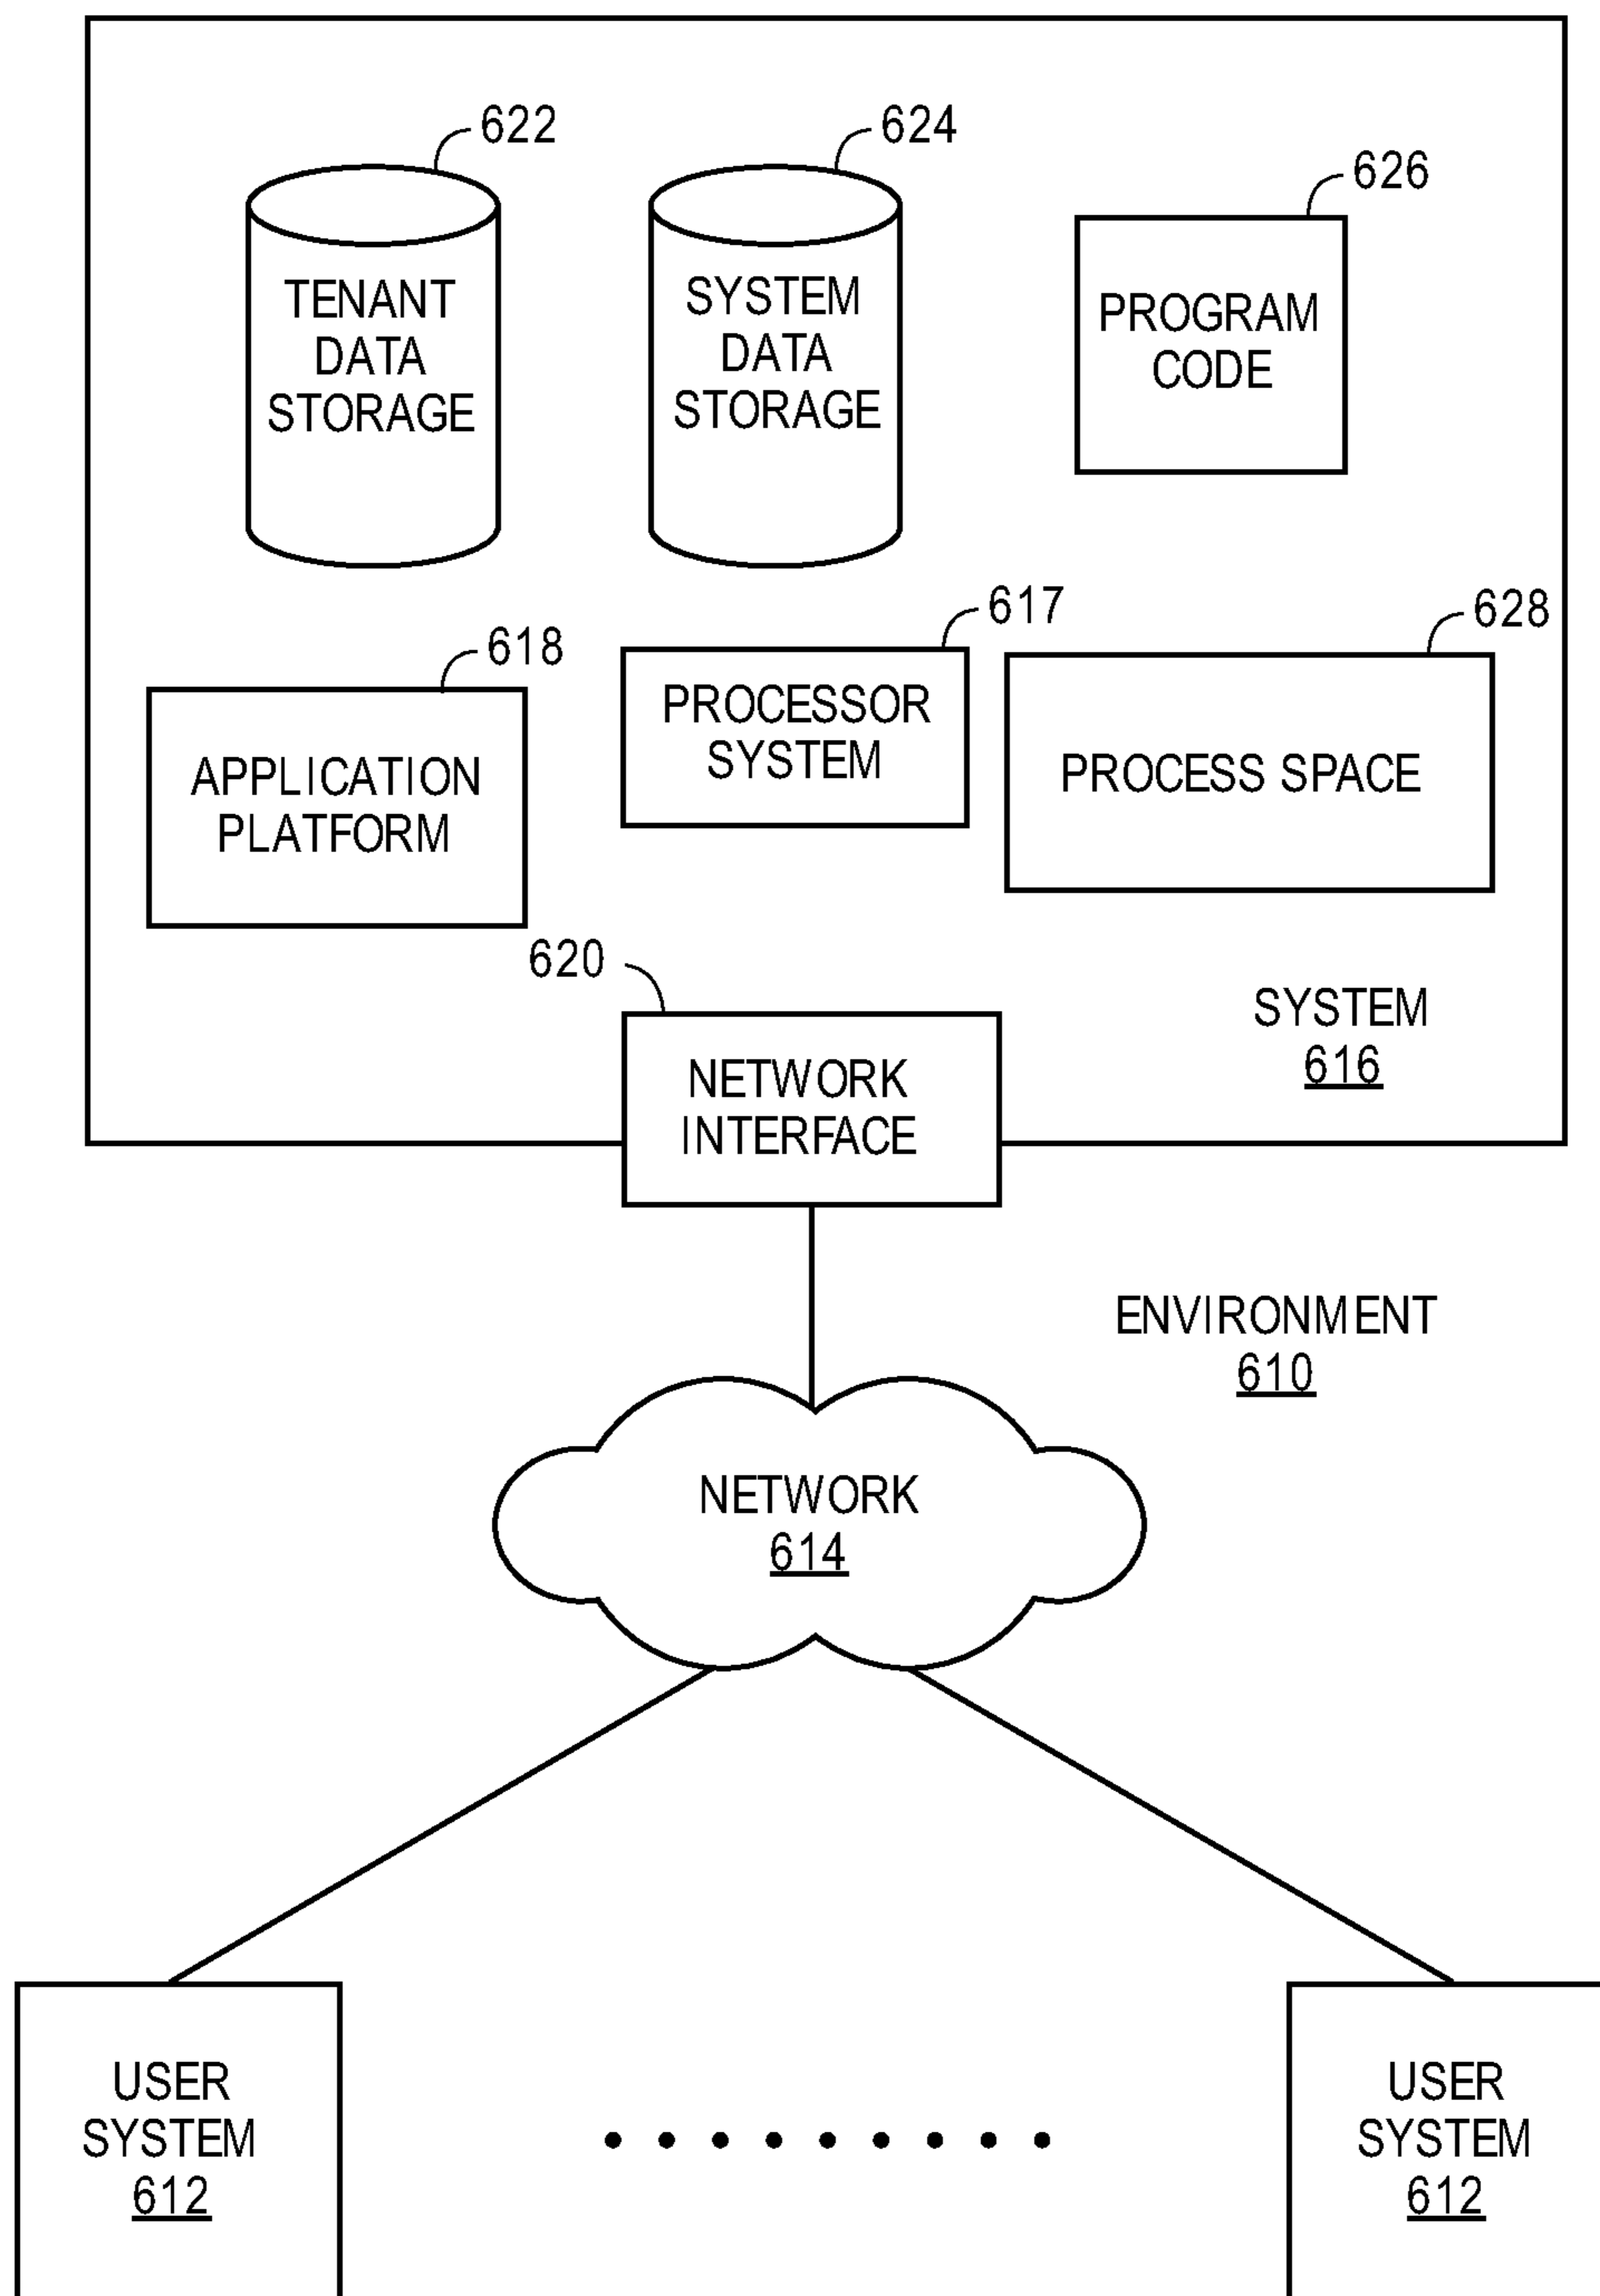 622
624
626
TENANT
DATA
STORAGE
SYSTEM
DATA
STORAGE
PROGRAM
CODE
618
617
628
APPLICATION
PLATFORM
PROCESSOR
SYSTEM
PROCESS SPACE
620
NETWORK
INTERFACE
SYSTEM
616
ENVIRONMENT
610
NETWORK
614
USER
SYSTEM
612
USER
SYSTEM
612